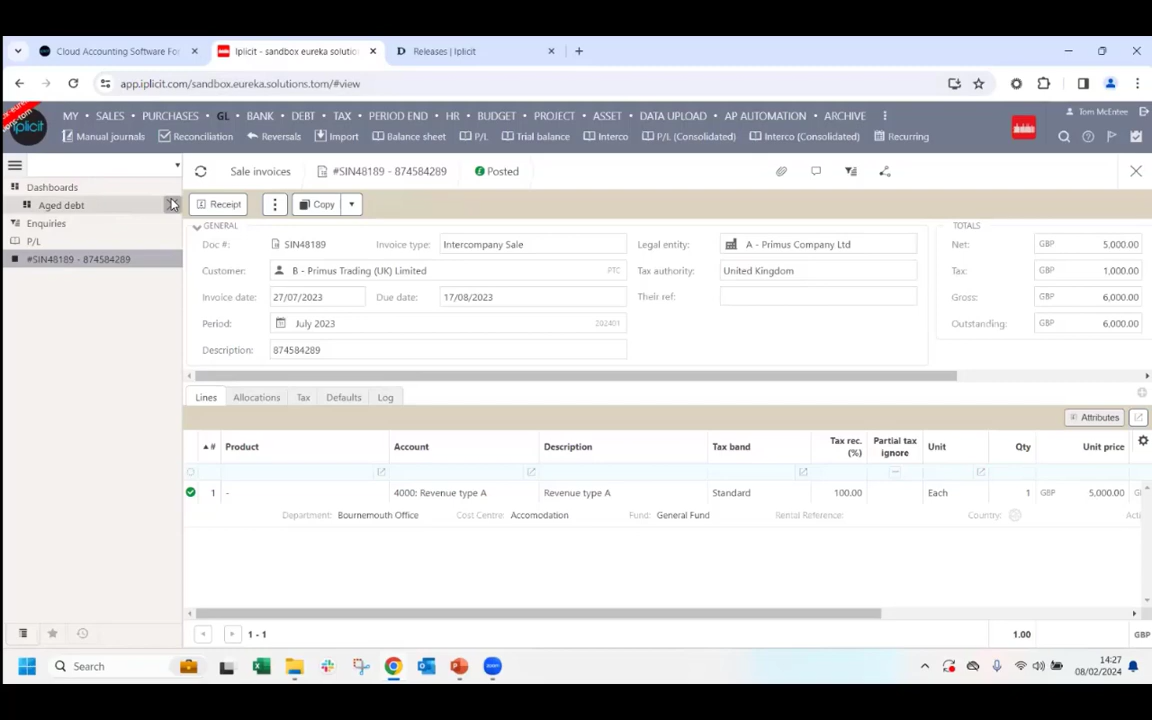 Cloud Accounting Software For
Iplicit - sandbox eureka solutio
Releases | Iplicit
app.iplicit.com/sandbox.eureka.solutions.tom/#view
MY • SALES • PURCHASES • GL • BANK • DEBT • TAX • PERIOD END • HR • BUDGET • PROJECT • ASSET • DATA UPLOAD • AP AUTOMATION • ARCHIVE
Tom McEntee
iplicit
Manual journals Reconciliation Reversals Import Balance sheet P/L Trial balance Interco P/L (Consolidated) Interco (Consolidated) Recurring
Dashboards
Aged debt
Enquiries
P/L
#SIN48189 - 874584289
Sale invoices #SIN48189 - 874584289 Posted
Receipt Copy
GENERAL TOTALS
Doc #: SIN48189 Invoice type: Intercompany Sale Legal entity: A - Primus Company Ltd Net: GBP 5,000.00
Customer: B - Primus Trading (UK) Limited PTC Tax authority: United Kingdom Tax: GBP 1,000.00
Invoice date: 27/07/2023 Due date: 17/08/2023 Their ref: Gross: GBP 6,000.00
Period: July 2023 202401 Outstanding: GBP 6,000.00
Description: 874584289
Lines Allocations Tax Defaults Log
Attributes
# Product Account Description Tax band Tax rec. (%) Partial tax ignore Unit Qty Unit price
1 - 4000: Revenue type A Revenue type A Standard 100.00 Each 1 GBP 5,000.00
Department: Bournemouth Office Cost Centre: Accomodation Fund: General Fund Rental Reference: Country:
1 - 1 1.00 GBP
Search
14:27
08/02/2024